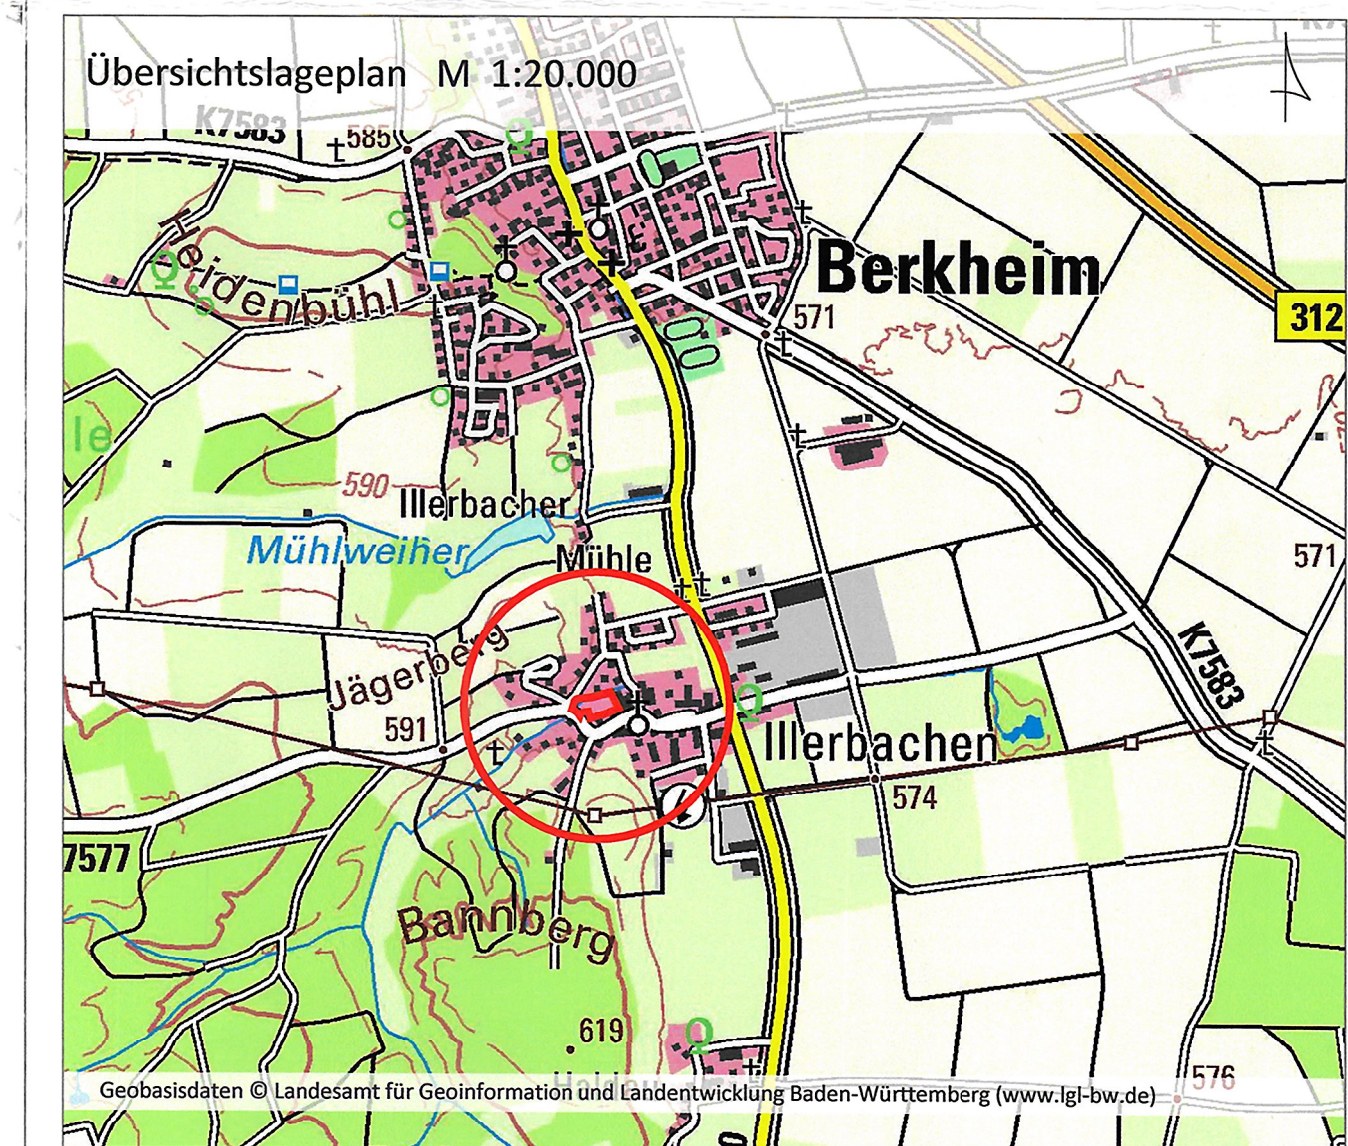 Übersichtslageplan M 1:20.000
K7583
585
Heidenbühl
Berkheim
571
312
le
590
Illerbacher
Mühlweiher
Mühle
571
Jägerberg
591
K7583
Illerbachen
574
7577
Bannberg
619
576
Geobasisdaten © Landesamt für Geoinformation und Landentwicklung Baden-Württemberg (www.lgl-bw.de)